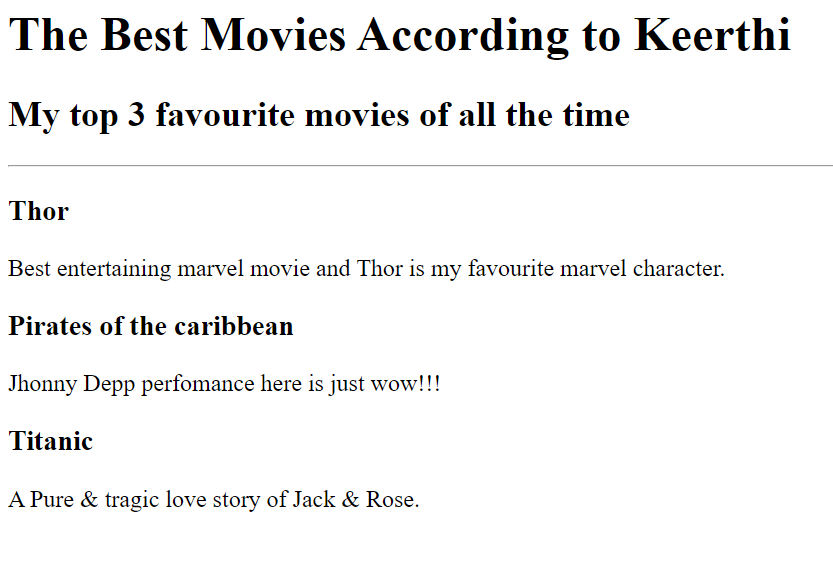 The Best Movies According to Keerthi
My top 3 favourite movies of all the time
Thor
Best entertaining marvel movie and Thor is my favourite marvel character.
Pirates of the caribbean
Jhonny Depp perfomance here is just wow!!!
Titanic
A Pure & tragic love story of Jack & Rose.